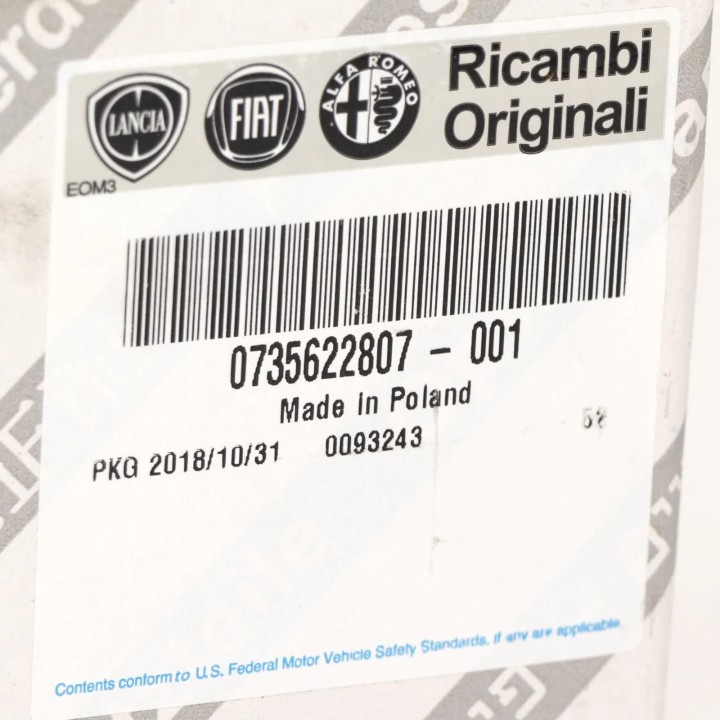 LANCIA FIAT ALFA ROMEO Ricambi
Originali
EOM3
0735622807 - 001
Made in Poland
PKG 2018/10/31 0093243
Contents conform to U.S. Federal Motor Vehicle Safety Standards, if any are applicable.